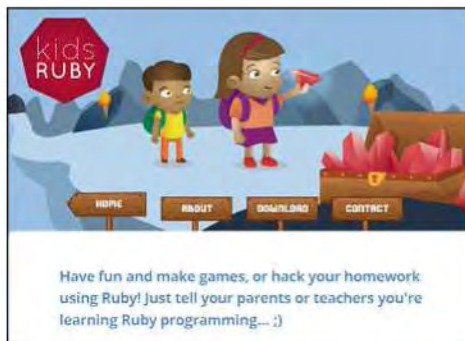 kids
RUBY
HOME
ABOUT
DOWNLOAD
CONTACT
Have fun and make games, or hack your homework
using Ruby! Just tell your parents or teachers you're
learning Ruby programming... ;)